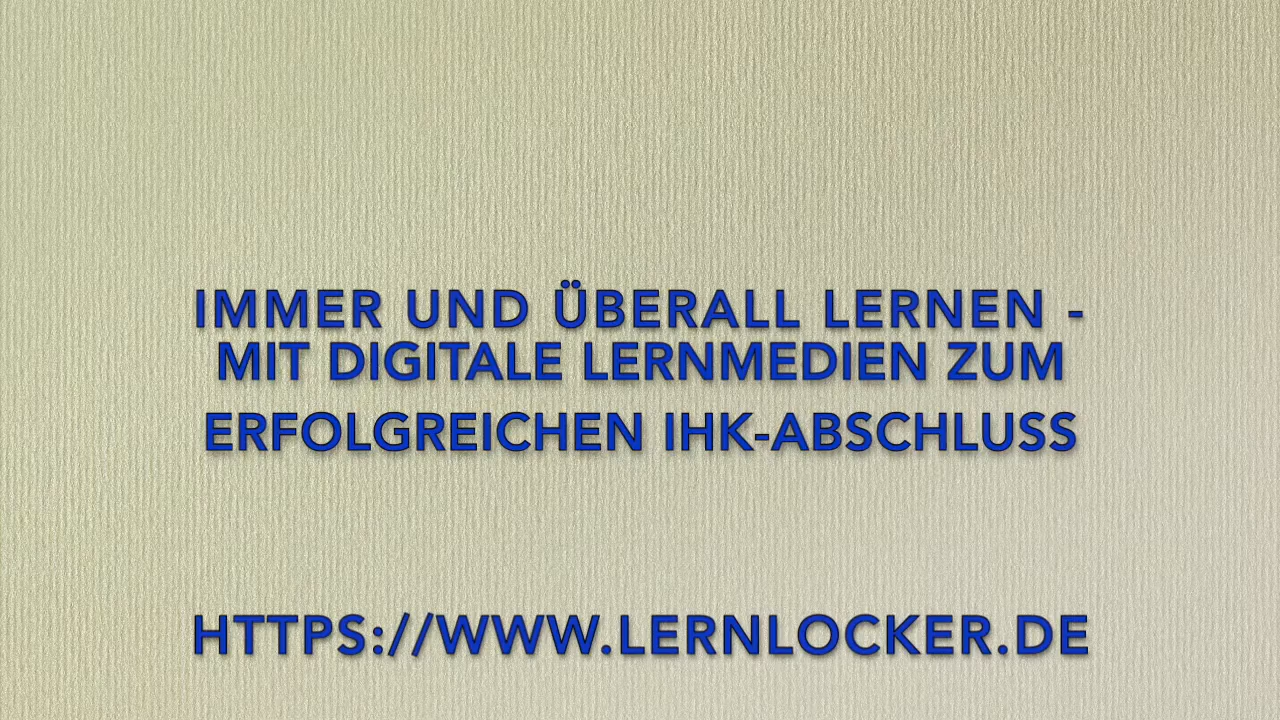 IMMER UND ÜBERALL LERNEN -
MIT DIGITALE LERNMEDIEN ZUM
ERFOLGREICHEN IHK-ABSCHLUSS
HTTPS://WWW.LERNLOCKER.DE